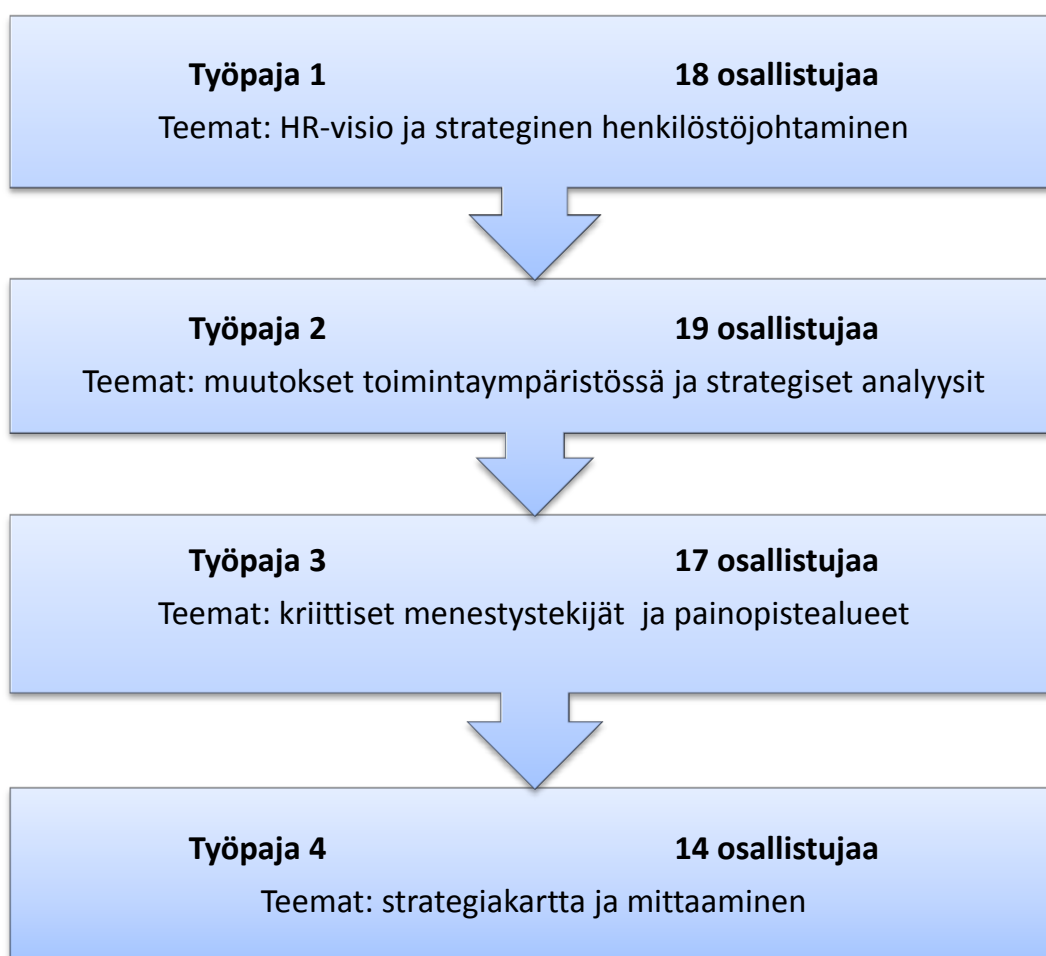 Työpaja 1 18 osallistujaa
Teemat: HR-visio ja strateginen henkilöstöjohtaminen
Työpaja 2 19 osallistujaa
Teemat: muutokset toimintaympäristössä ja strategiset analyysit
Työpaja 3 17 osallistujaa
Teemat: kriittiset menestystekijät ja painopistealueet
Työpaja 4 14 osallistujaa
Teemat: strategiakartta ja mittaaminen